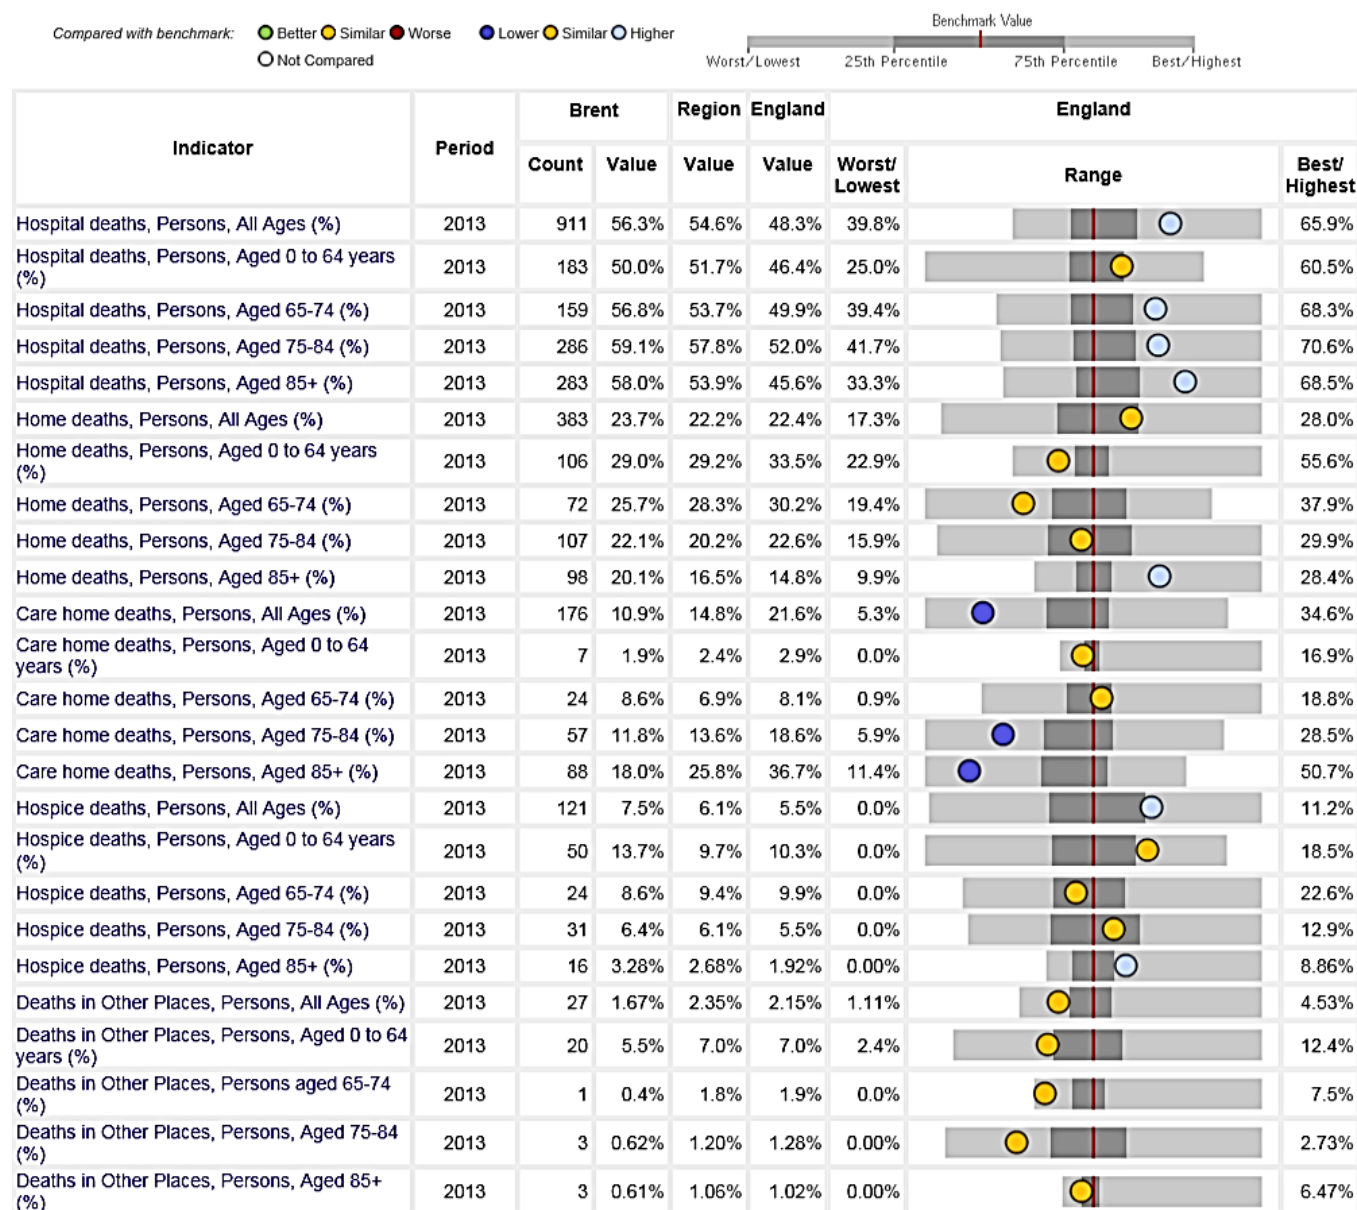 Compared with benchmark: Better Similar Worse Lower Similar Higher
Not Compared
Benchmark Value
Worst/Lowest 25th Percentile 75th Percentile Best/Highest
Brent Region England England
Indicator Period
Count Value Value Value Worst/ Range Best/
Lowest Highest
Hospital deaths, Persons, All Ages (%) 2013 911 56.3% 54.6% 48.3% 39.8% 65.9%
Hospital deaths, Persons, Aged 0 to 64 years
(%) 2013 183 50.0% 51.7% 46.4% 25.0% 60.5%
Hospital deaths, Persons, Aged 65-74 (%) 2013 159 56.8% 53.7% 49.9% 39.4% 68.3%
Hospital deaths, Persons, Aged 75-84 (%) 2013 286 59.1% 57.8% 52.0% 41.7% 70.6%
Hospital deaths, Persons, Aged 85+ (%) 2013 283 58.0% 53.9% 45.6% 33.3% 68.5%
Home deaths, Persons, All Ages (%) 2013 383 23.7% 22.2% 22.4% 17.3% 28.0%
Home deaths, Persons, Aged 0 to 64 years
(%) 2013 106 29.0% 29.2% 33.5% 22.9% 55.6%
Home deaths, Persons, Aged 65-74 (%) 2013 72 25.7% 28.3% 30.2% 19.4% 37.9%
Home deaths, Persons, Aged 75-84 (%) 2013 107 22.1% 20.2% 22.6% 15.9% 29.9%
Home deaths, Persons, Aged 85+ (%) 2013 98 20.1% 16.5% 14.8% 9.9% 28.4%
Care home deaths, Persons, All Ages (%) 2013 176 10.9% 14.8% 21.6% 5.3% 34.6%
Care home deaths, Persons, Aged 0 to 64
years (%) 2013 7 1.9% 2.4% 2.9% 0.0% 16.9%
Care home deaths, Persons, Aged 65-74 (%) 2013 24 8.6% 6.9% 8.1% 0.9% 18.8%
Care home deaths, Persons, Aged 75-84 (%) 2013 57 11.8% 13.6% 18.6% 5.9% 28.5%
Care home deaths, Persons, Aged 85+ (%) 2013 88 18.0% 25.8% 36.7% 11.4% 50.7%
Hospice deaths, Persons, All Ages (%) 2013 121 7.5% 6.1% 5.5% 0.0% 11.2%
Hospice deaths, Persons, Aged 0 to 64 years
(%) 2013 50 13.7% 9.7% 10.3% 0.0% 18.5%
Hospice deaths, Persons, Aged 65-74 (%) 2013 24 8.6% 9.4% 9.9% 0.0% 22.6%
Hospice deaths, Persons, Aged 75-84 (%) 2013 31 6.4% 6.1% 5.5% 0.0% 12.9%
Hospice deaths, Persons, Aged 85+ (%) 2013 16 3.28% 2.68% 1.92% 0.00% 8.86%
Deaths in Other Places, Persons, All Ages (%) 2013 27 1.67% 2.35% 2.15% 1.11% 4.53%
Deaths in Other Places, Persons, Aged 0 to 64
years (%) 2013 20 5.5% 7.0% 7.0% 2.4% 12.4%
Deaths in Other Places, Persons aged 65-74
(%) 2013 1 0.4% 1.8% 1.9% 0.0% 7.5%
Deaths in Other Places, Persons, Aged 75-84
(%) 2013 3 0.62% 1.20% 1.28% 0.00% 2.73%
Deaths in Other Places, Persons, Aged 85+
(%) 2013 3 0.61% 1.06% 1.02% 0.00% 6.47%